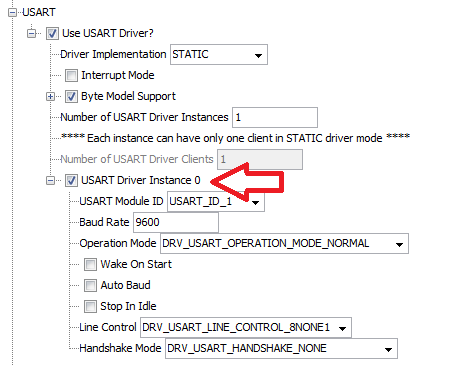 USART
Use USART Driver?
Driver Implementation STATIC
Interrupt Mode
Byte Model Support
Number of USART Driver Instances 1
**** Each instance can have only one client in STATIC driver mode ****
Number of USART Driver Clients 1
USART Driver Instance 0
USART Module ID USART_ID_1
Baud Rate 9600
Operation Mode DRV_USART_OPERATION_MODE_NORMAL
Wake On Start
Auto Baud
Stop In Idle
Line Control DRV_USART_LINE_CONTROL_8NONE1
Handshake Mode DRV_USART_HANDSHAKE_NONE